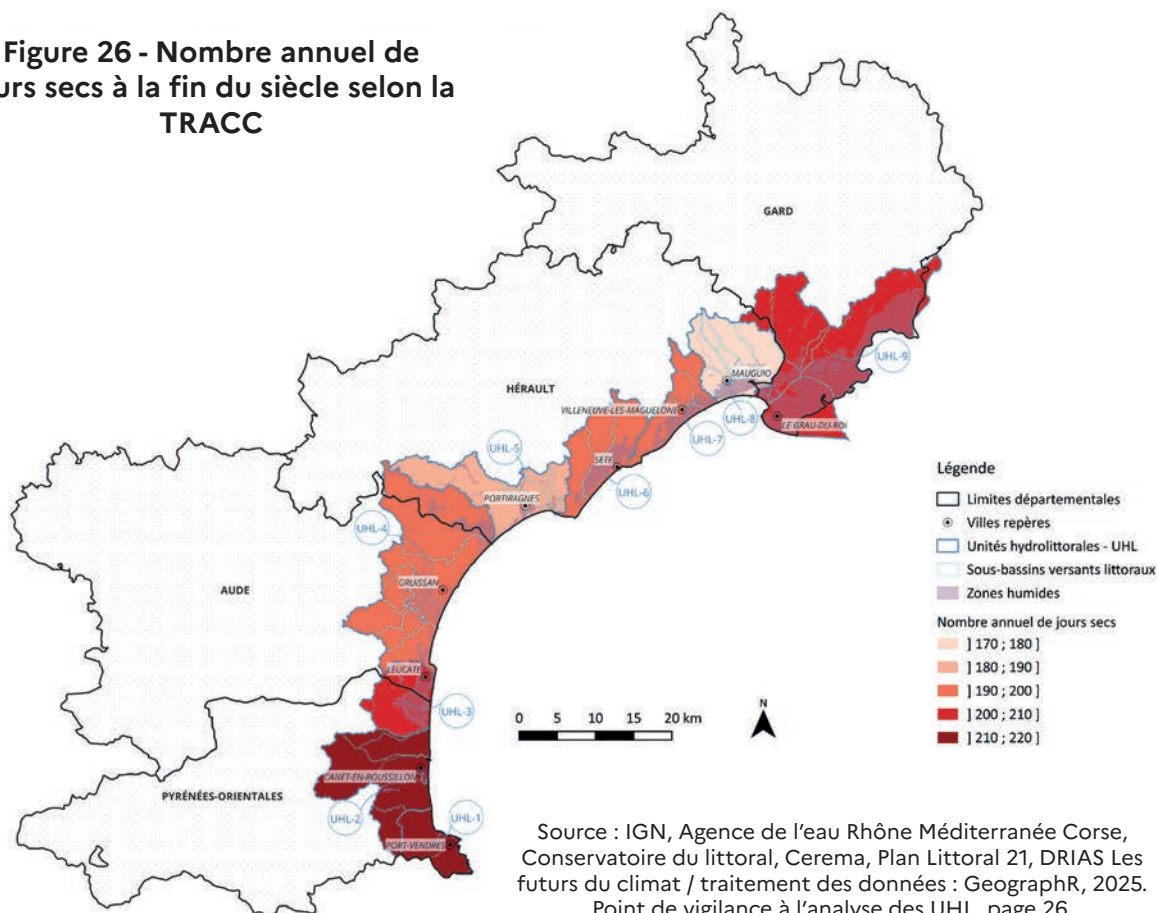 Figure 26 - Nombre annuel de
urs secs à la fin du siècle selon la
TRACC
GARD
UHL-9
MAUGUIO
HÉRAULT
VILLENEUVE-LES-MAGUELONE
UHL-8
LE GRAU-DU-ROI
UHL-7
UHL-5
SETE
UHL-6
PORTIRAGNES
UHL-4
GRUISSAN
AUDE
LEUCATE
UHL-3
CANET-EN-ROUSSILLON
PYRÉNÉES-ORIENTALES
UHL-2
UHL-1
PORT-VENDRES
0 5 10 15 20 km
N
Légende
Limites départementales
Villes repères
Unités hydrolittorales - UHL
Sous-bassins versants littoraux
Zones humides
Nombre annuel de jours secs
] 170 ; 180 ]
] 180 ; 190 ]
] 190 ; 200 ]
] 200 ; 210 ]
] 210 ; 220 ]
Source : IGN, Agence de l'eau Rhône Méditerranée Corse,
Conservatoire du littoral, Cerema, Plan Littoral 21, DRIAS Les
futurs du climat / traitement des données : GeographR, 2025.
Point de vigilance à l'analyse des UHL, page 26